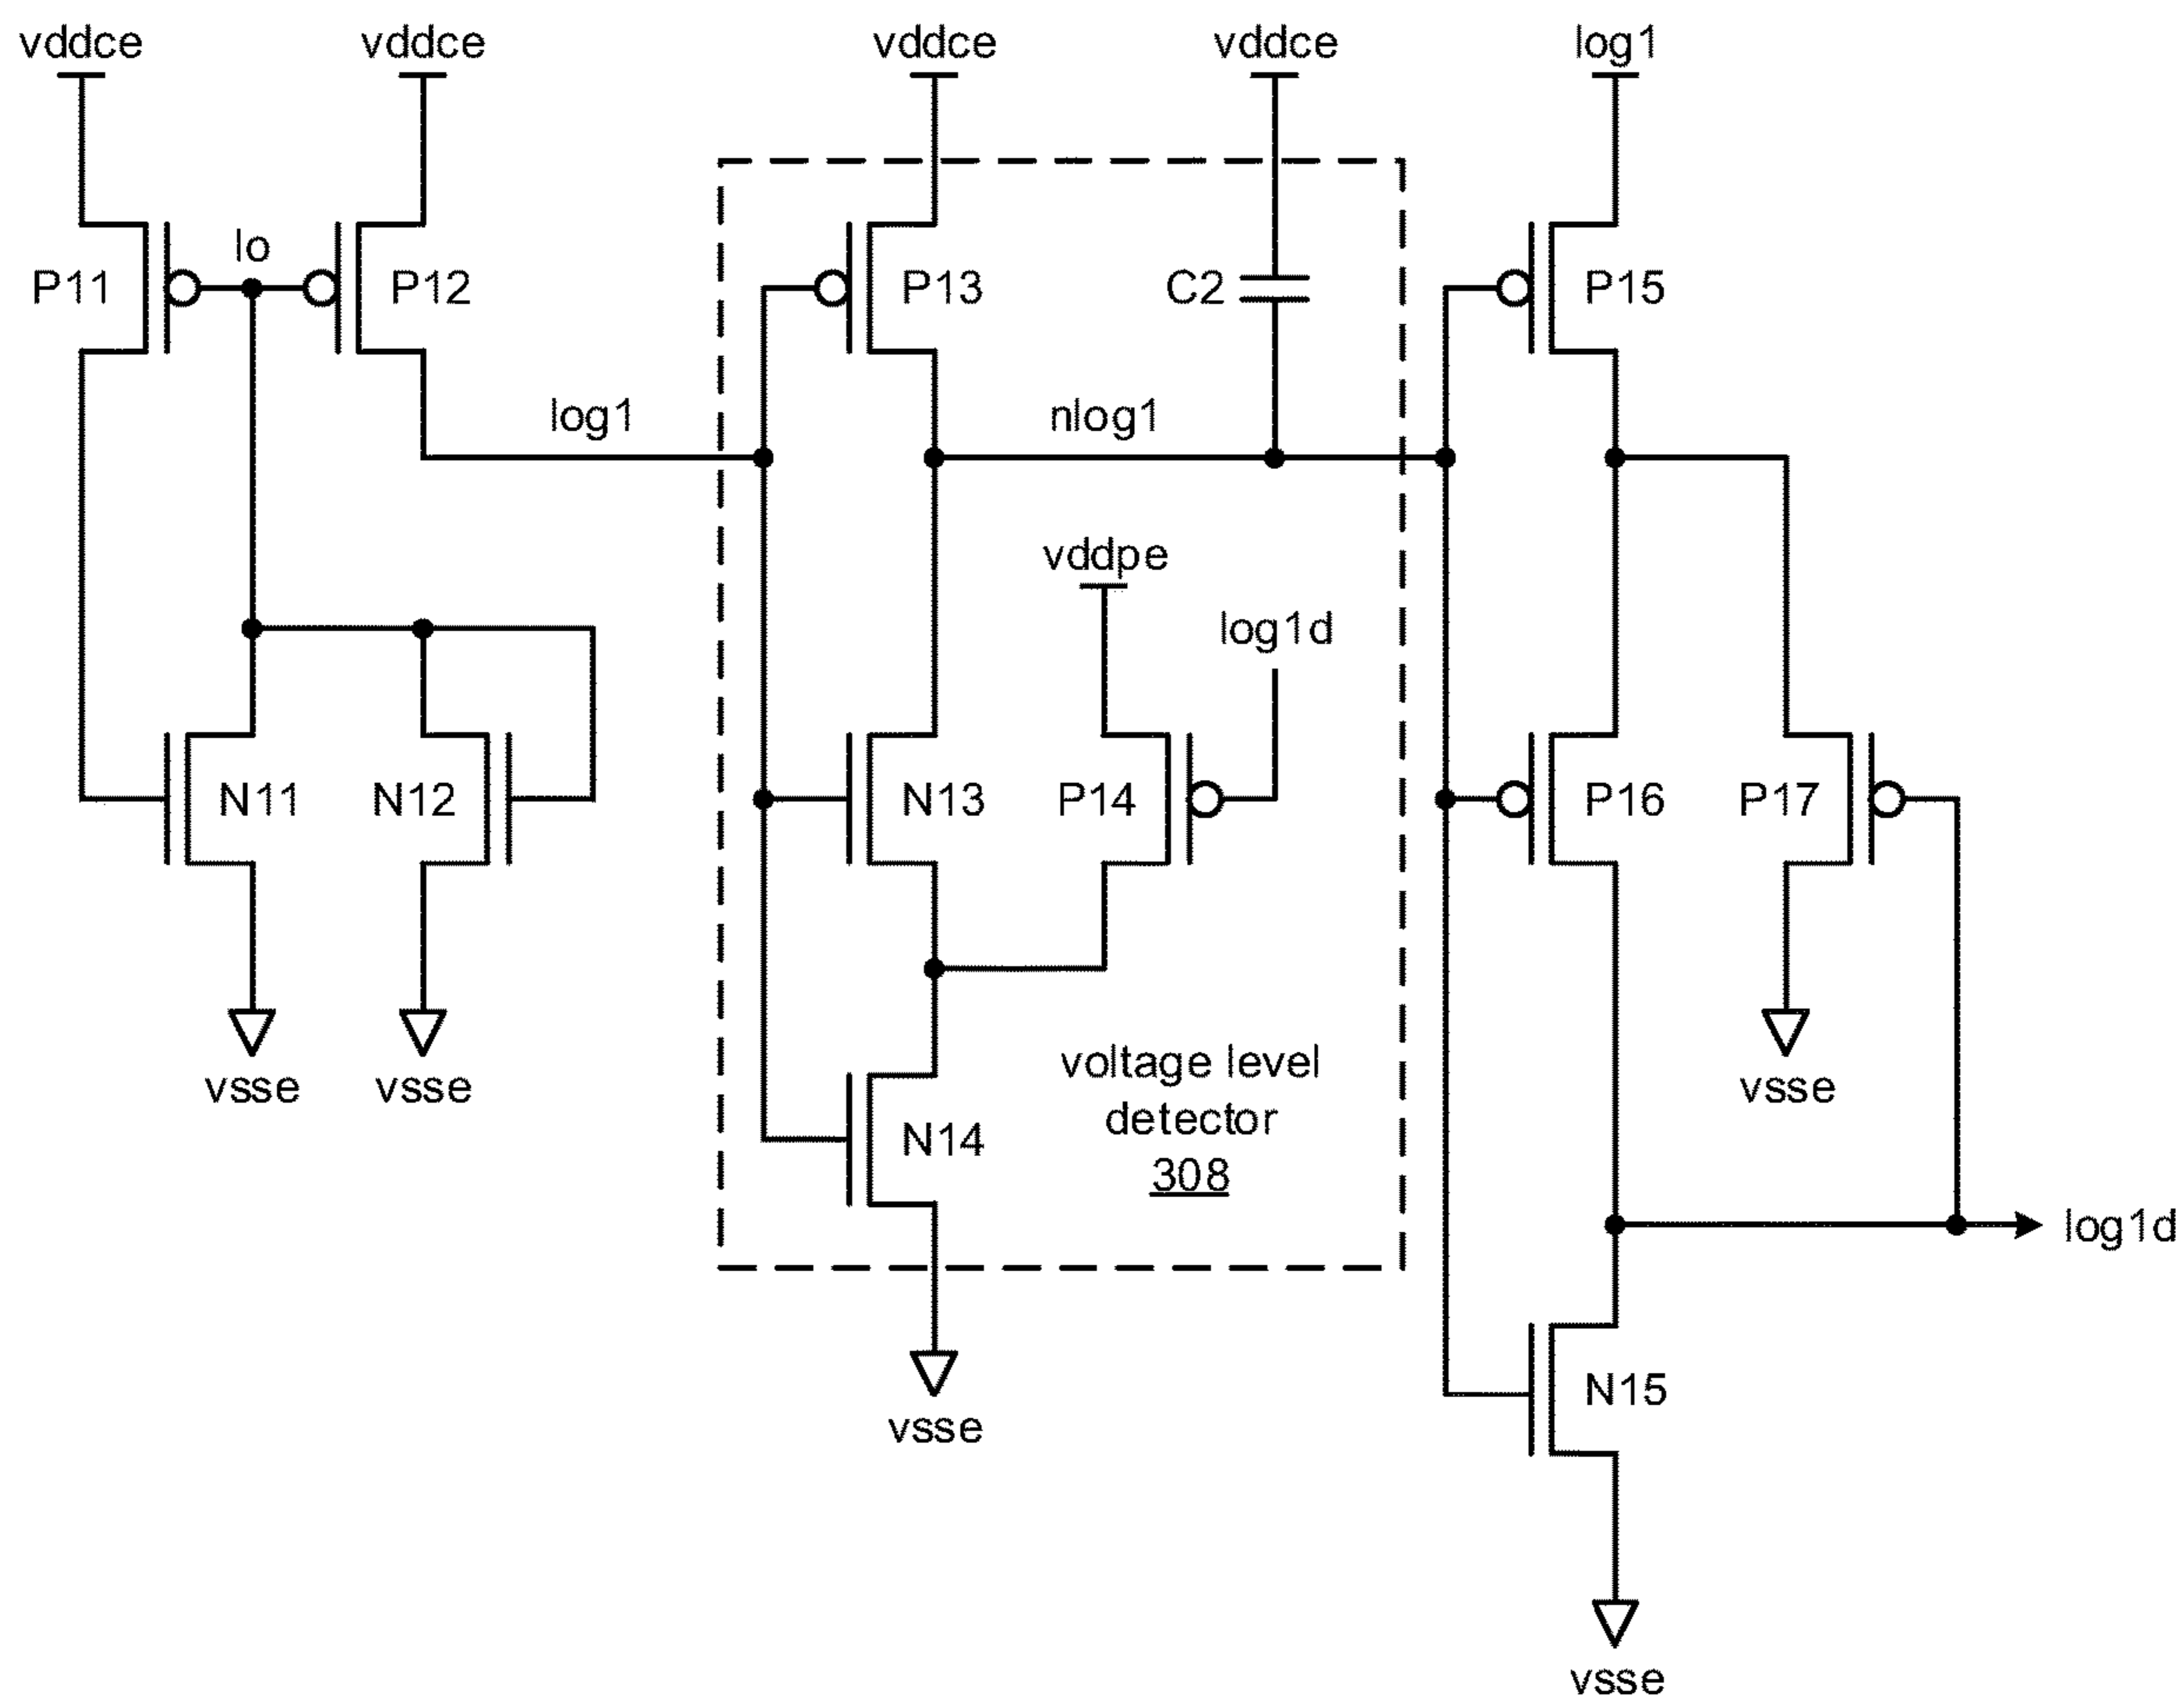 vddce
vddce
vddce
vddce
log1
P11
lo
P12
P13
C2
P15
log1
nlog1
vddpe
log1d
N11
N12
N13
P14
P16
P17
vsse
vsse
voltage level
detector
308
N14
vsse
log1d
vsse
N15
vsse